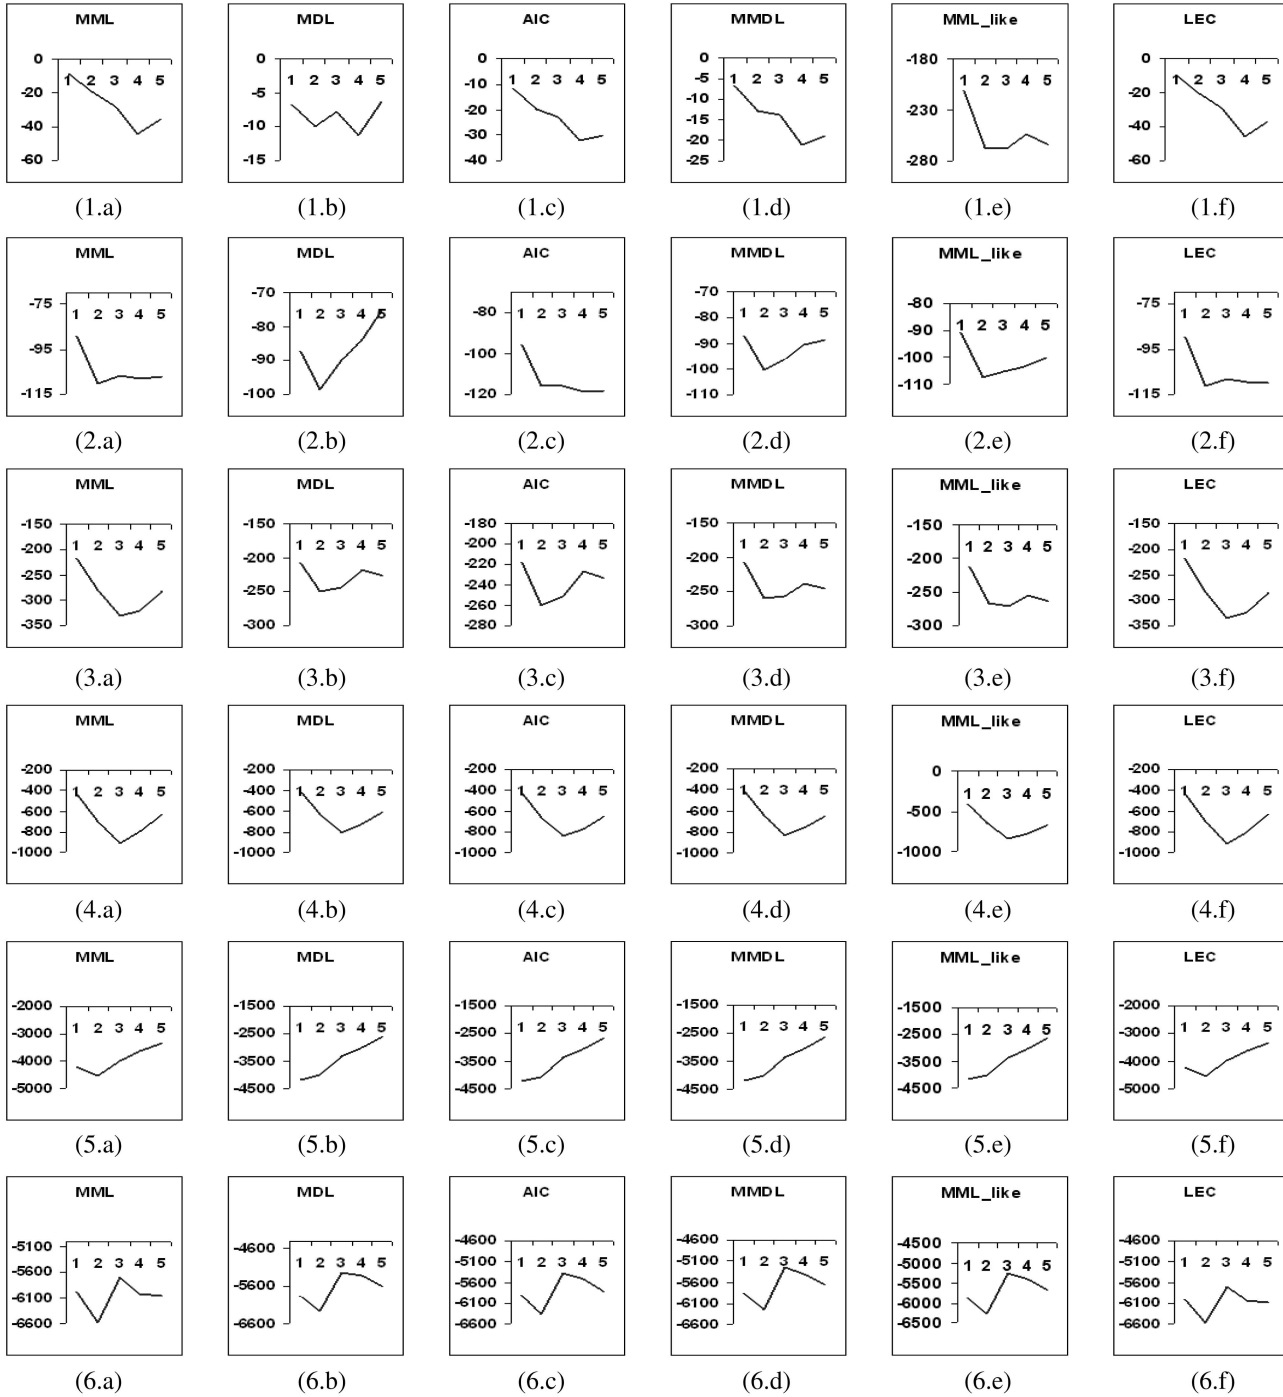 MML
0
1 2 3 4 5
-20
-40
-60
(1.a)
MDL
0
1 2 3 4 5
-5
-10
-15
(1.b)
AIC
0
1 2 3 4 5
-10
-20
-30
-40
(1.c)
MMDL
0
1 2 3 4 5
-5
-10
-15
-20
-25
(1.d)
MML_like
-180
1 2 3 4 5
-230
-280
(1.e)
LEC
0
1 2 3 4 5
-20
-40
-60
(1.f)
MML
-75
1 2 3 4 5
-95
-115
(2.a)
MDL
-70
1 2 3 4 5
-80
-90
-100
(2.b)
AIC
-80
1 2 3 4 5
-100
-120
(2.c)
MMDL
-70
1 2 3 4 5
-80
-90
-100
-110
(2.d)
MML_like
-80
1 2 3 4 5
-90
-100
-110
(2.e)
LEC
-75
1 2 3 4 5
-95
-115
(2.f)
MML
-150
1 2 3 4 5
-200
-250
-300
-350
(3.a)
MDL
-150
1 2 3 4 5
-200
-250
-300
(3.b)
AIC
-180
1 2 3 4 5
-200
-220
-240
-260
-280
(3.c)
MMDL
-150
1 2 3 4 5
-200
-250
-300
(3.d)
MML_like
-150
1 2 3 4 5
-200
-250
-300
(3.e)
LEC
-150
1 2 3 4 5
-200
-250
-300
-350
(3.f)
MML
-200
-400
1 2 3 4 5
-600
-800
-1000
(4.a)
MDL
-200
-400
1 2 3 4 5
-600
-800
-1000
(4.b)
AIC
-200
-400
1 2 3 4 5
-600
-800
-1000
(4.c)
MMDL
-200
-400
1 2 3 4 5
-600
-800
-1000
(4.d)
MML_like
0
1 2 3 4 5
-500
-1000
(4.e)
LEC
-200
-400
1 2 3 4 5
-600
-800
-1000
(4.f)
MML
-2000
1 2 3 4 5
-3000
-4000
-5000
(5.a)
MDL
-1500
1 2 3 4 5
-2500
-3500
-4500
(5.b)
AIC
-1500
1 2 3 4 5
-2500
-3500
-4500
(5.c)
MMDL
-1500
1 2 3 4 5
-2500
-3500
-4500
(5.d)
MML_like
-1500
1 2 3 4 5
-2500
-3500
-4500
(5.e)
LEC
-2000
1 2 3 4 5
-3000
-4000
-5000
(5.f)
MML
-5100
1 2 3 4 5
-5600
-6100
-6600
(6.a)
MDL
-4600
1 2 3 4 5
-5600
-6600
(6.b)
AIC
-4600
1 2 3 4 5
-5100
-5600
-6100
-6600
(6.c)
MMDL
-4600
1 2 3 4 5
-5100
-5600
-6100
-6600
(6.d)
MML_like
-4500
1 2 3 4 5
-5000
-5500
-6000
-6500
(6.e)
LEC
-4600
1 2 3 4 5
-5100
-5600
-6100
-6600
(6.f)